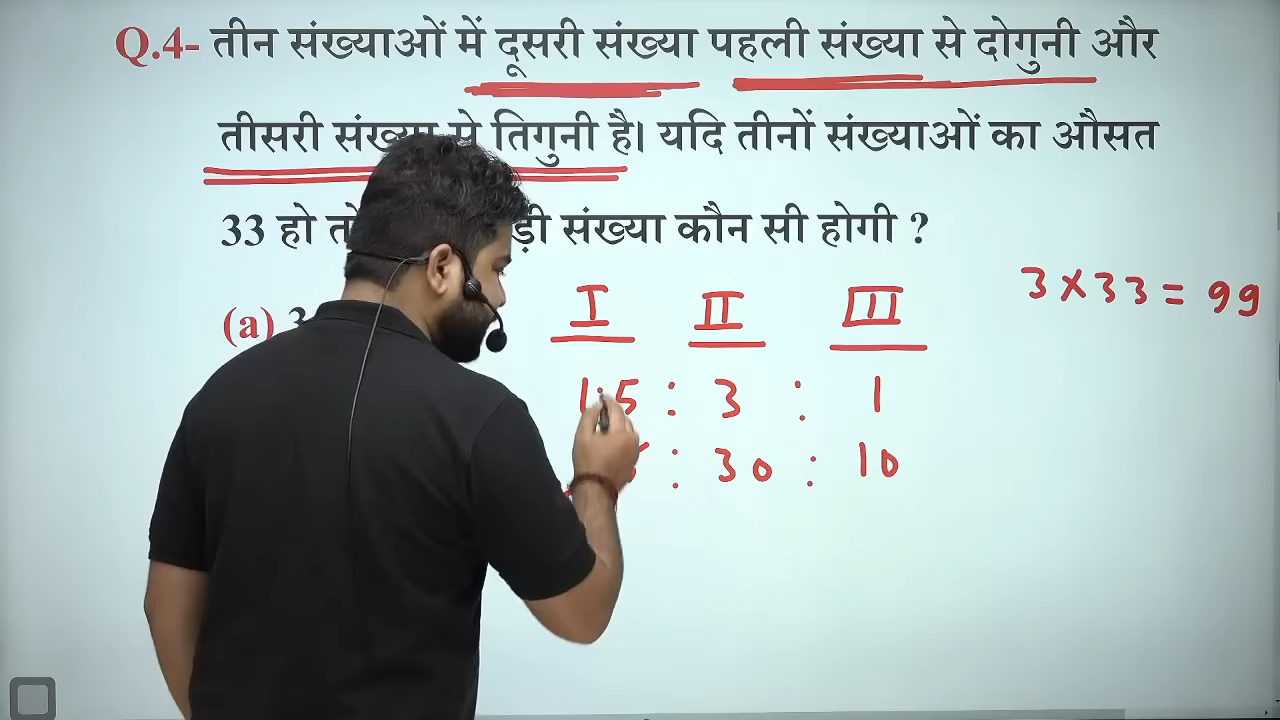 Q.4- तीन संख्याओं में दूसरी संख्या पहली संख्या से दोगुनी और
तीसरी संख्या से तिगुनी है। यदि तीनों संख्याओं का औसत
33 हो संख्या कौन सी होगी ?
3 × 33 = 99
(a)
I II III
1.5 : 3 : 1
: 30 : 10